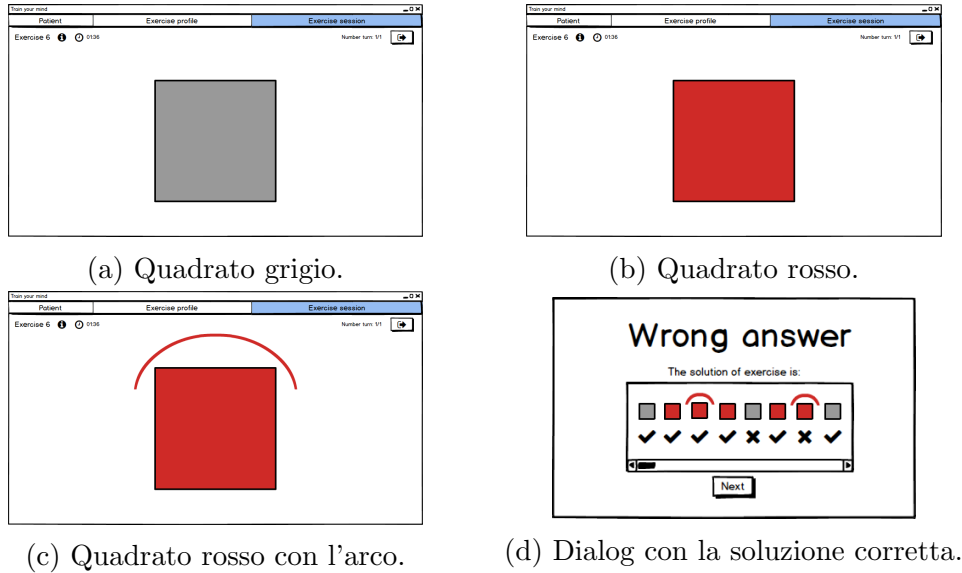 Train your mind
Patient Exercise profile Exercise session
Exercise 6 01:36 Number turn: 1/1
(a) Quadrato grigio.
Train your mind
Patient Exercise profile Exercise session
Exercise 6 01:36 Number turn: 1/1
(b) Quadrato rosso.
Train your mind
Patient Exercise profile Exercise session
Exercise 6 01:36 Number turn: 1/1
(c) Quadrato rosso con l'arco.
Wrong answer
The solution of exercise is:
Next
(d) Dialog con la soluzione corretta.